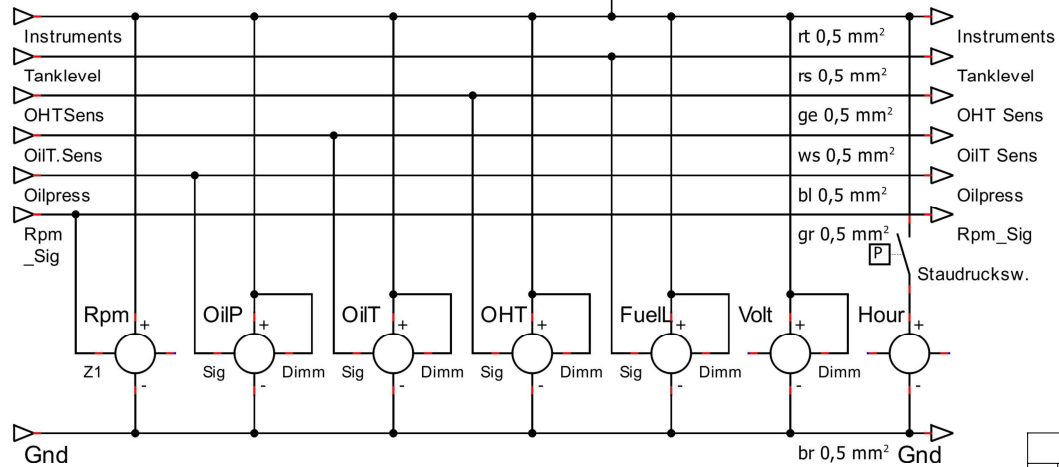 Instruments rt 0,5 mm² Instruments
Tanklevel rs 0,5 mm² Tanklevel
OHTSens ge 0,5 mm² OHT Sens
OilT.Sens ws 0,5 mm² OilT Sens
Oilpress bl 0,5 mm² Oilpress
Rpm gr 0,5 mm² Rpm_Sig
_Sig
P
Staudrucksw.
Rpm OilP OilT OHT FuelL Volt Hour
+ + + + + + +
Z1 Sig Dimm Sig Dimm Sig Dimm Sig Dimm Dimm
- - - - - - -
Gnd br 0,5 mm² Gnd